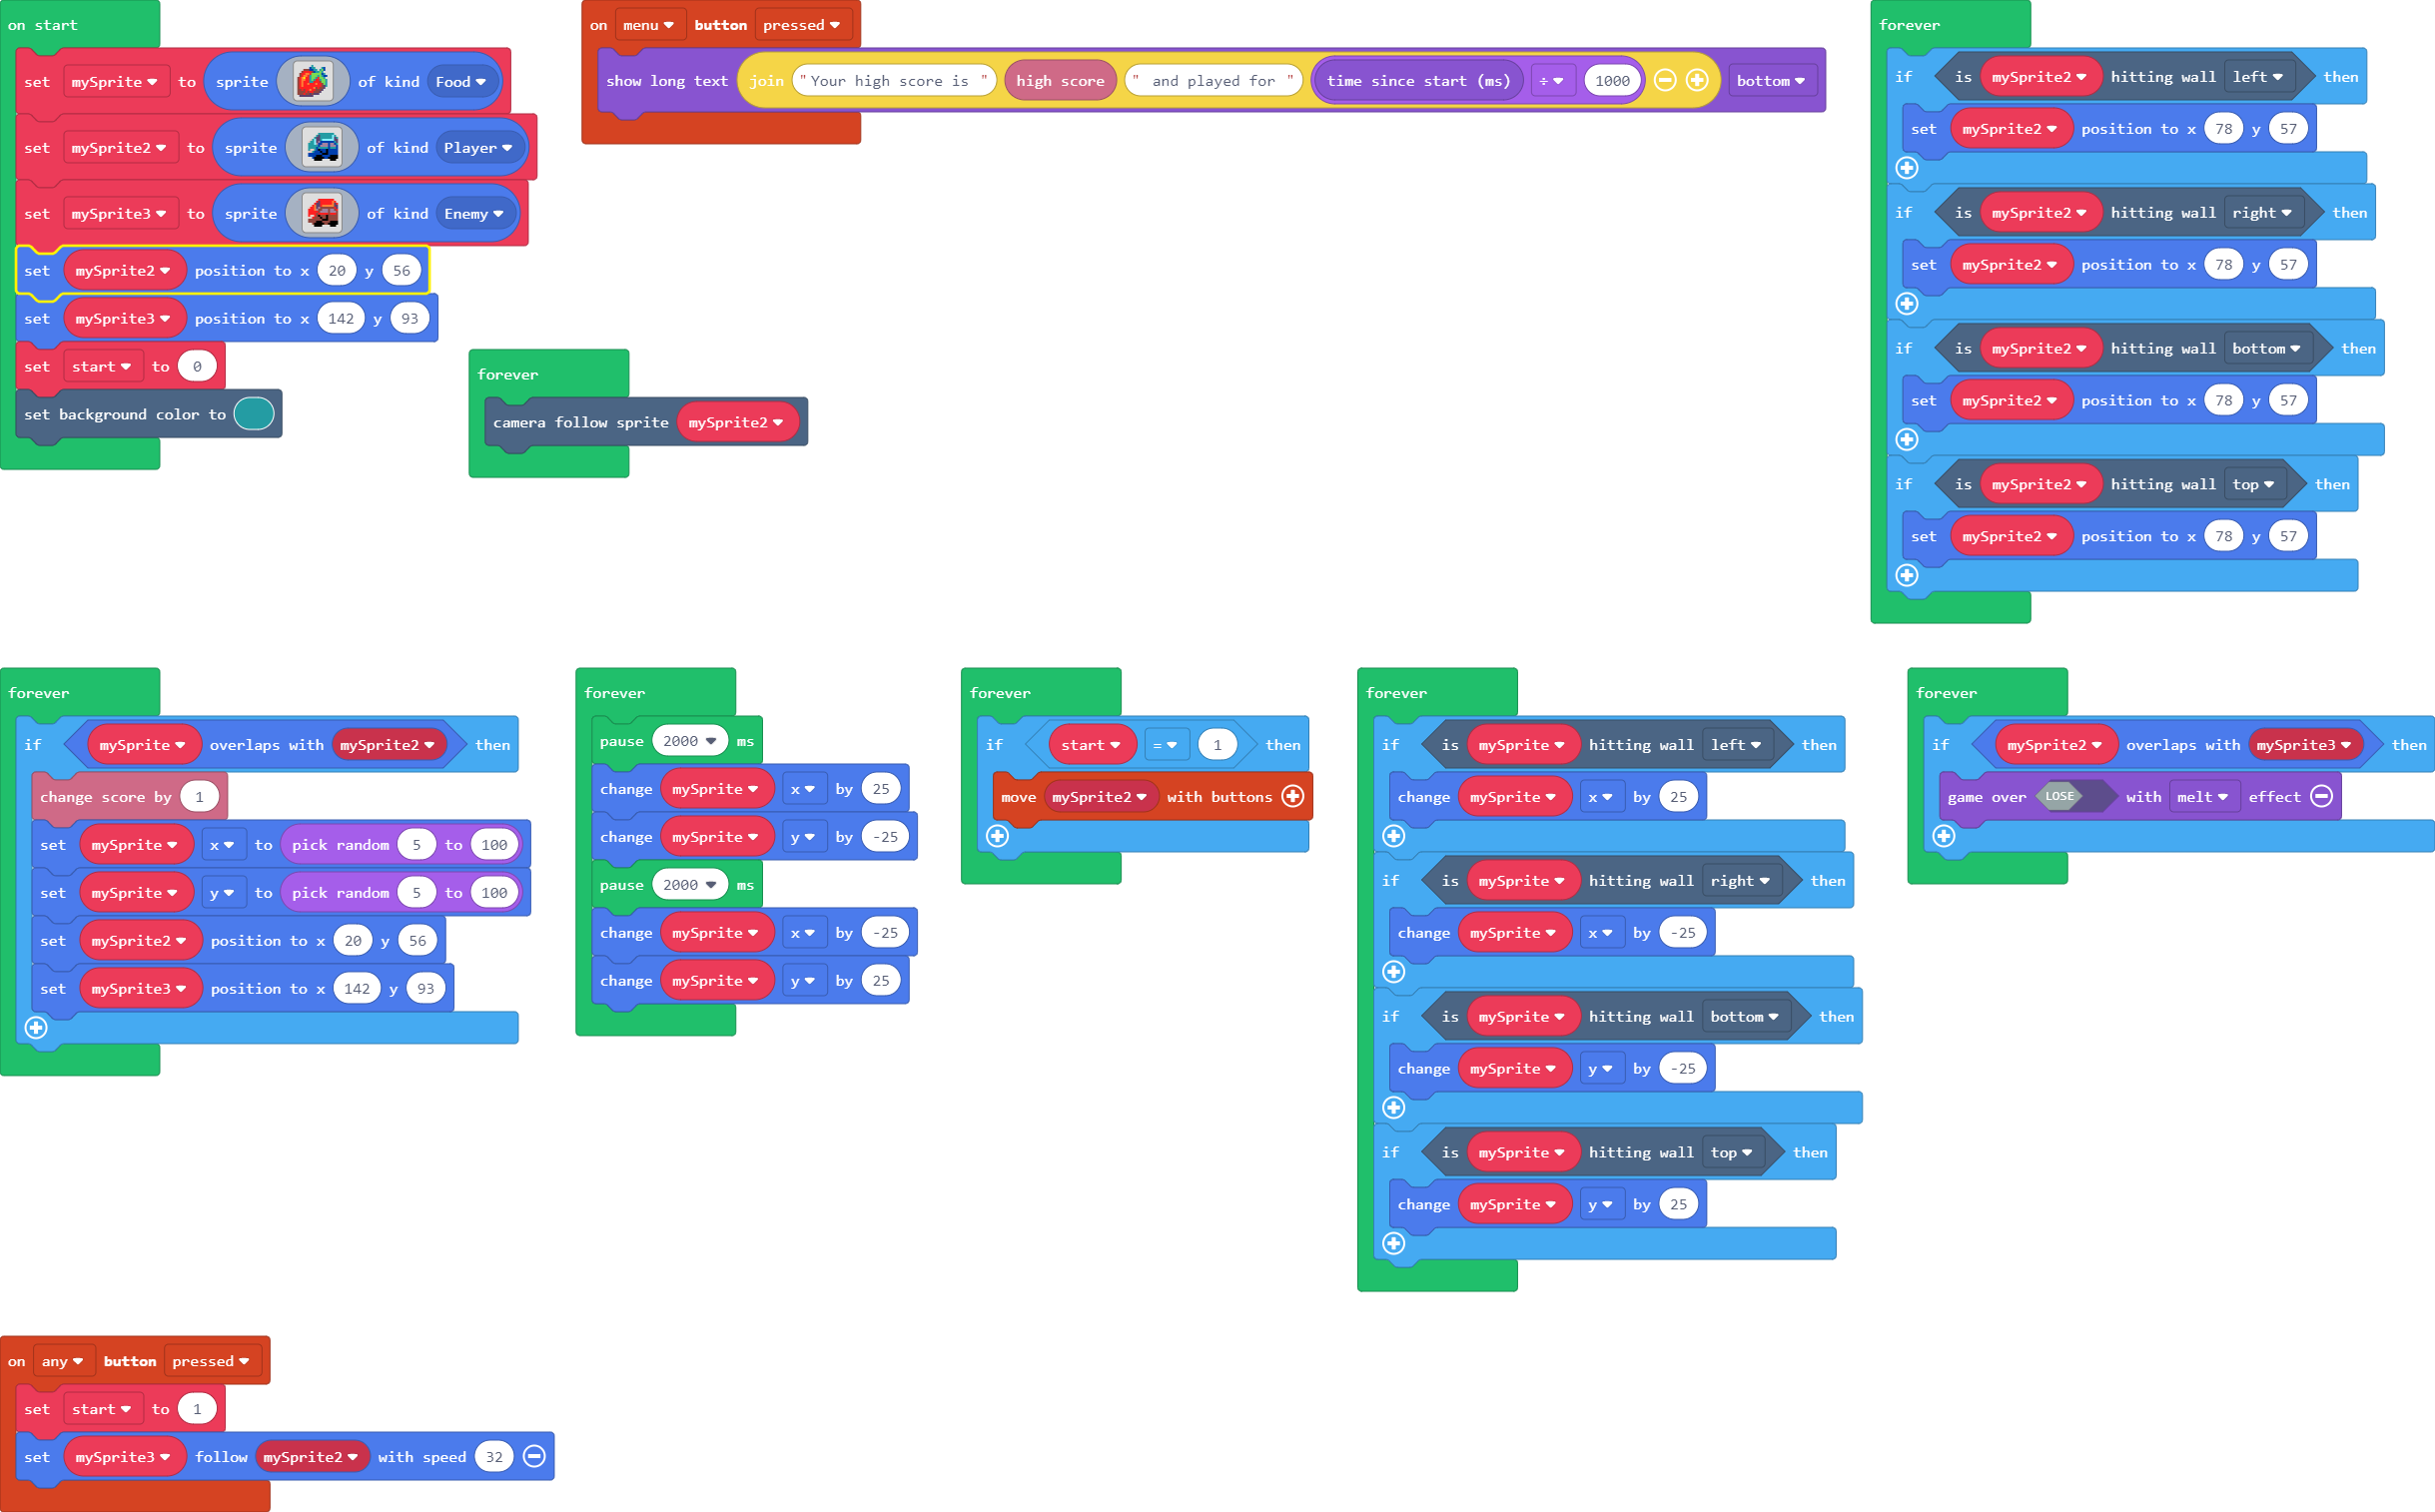 on start
set mySprite to sprite of kind Food
set mySprite2 to sprite of kind Player
set mySprite3 to sprite of kind Enemy
set mySprite2 position to x 20 y 56
set mySprite3 position to x 142 y 93
set start to 0
set background color to
on menu button pressed
show long text join "Your high score is " high score " and played for " time since start (ms) ÷ 1000 bottom
forever
camera follow sprite mySprite2
forever
if is mySprite2 hitting wall left then
set mySprite2 position to x 78 y 57
if is mySprite2 hitting wall right then
set mySprite2 position to x 78 y 57
if is mySprite2 hitting wall bottom then
set mySprite2 position to x 78 y 57
if is mySprite2 hitting wall top then
set mySprite2 position to x 78 y 57
forever
if mySprite overlaps with mySprite2 then
change score by 1
set mySprite x to pick random 5 to 100
set mySprite y to pick random 5 to 100
set mySprite2 position to x 20 y 56
set mySprite3 position to x 142 y 93
forever
pause 2000 ms
change mySprite x by 25
change mySprite y by -25
pause 2000 ms
change mySprite x by -25
change mySprite y by 25
forever
if start = 1 then
move mySprite2 with buttons
forever
if is mySprite hitting wall left then
change mySprite x by 25
if is mySprite hitting wall right then
change mySprite x by -25
if is mySprite hitting wall bottom then
change mySprite y by -25
if is mySprite hitting wall top then
change mySprite y by 25
forever
if mySprite2 overlaps with mySprite3 then
game over LOSE with melt effect
on any button pressed
set start to 1
set mySprite3 follow mySprite2 with speed 32